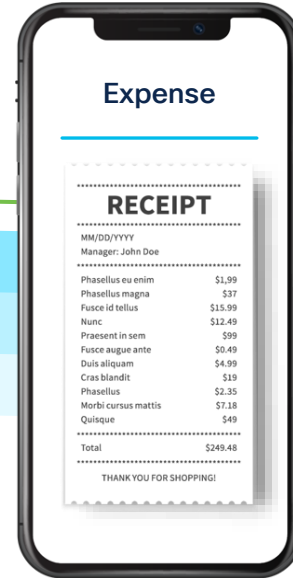 Expense
RECEIPT
MM/DD/YYYY
Manager: John Doe
Phasellus eu enim $1,99
Phasellus magna $37
Fusce id tellus $15.99
Nunc $12.49
Praesent in sem $99
Fusce augue ante $0.49
Duis aliquam $4.99
Cras blandit $19
Phasellus $2.35
Morbi cursus mattis $7.18
Quisque $49
Total $249.48
THANK YOU FOR SHOPPING!